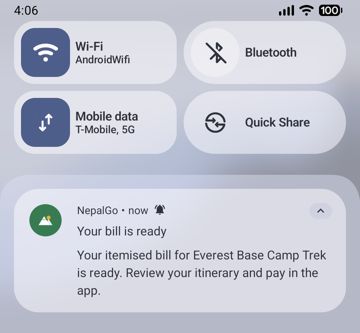 4:06
100
Wi-Fi
AndroidWifi
Bluetooth
Mobile data
T-Mobile, 5G
Quick Share
NepalGo • now
Your bill is ready
Your itemised bill for Everest Base Camp Trek
is ready. Review your itinerary and pay in the
app.